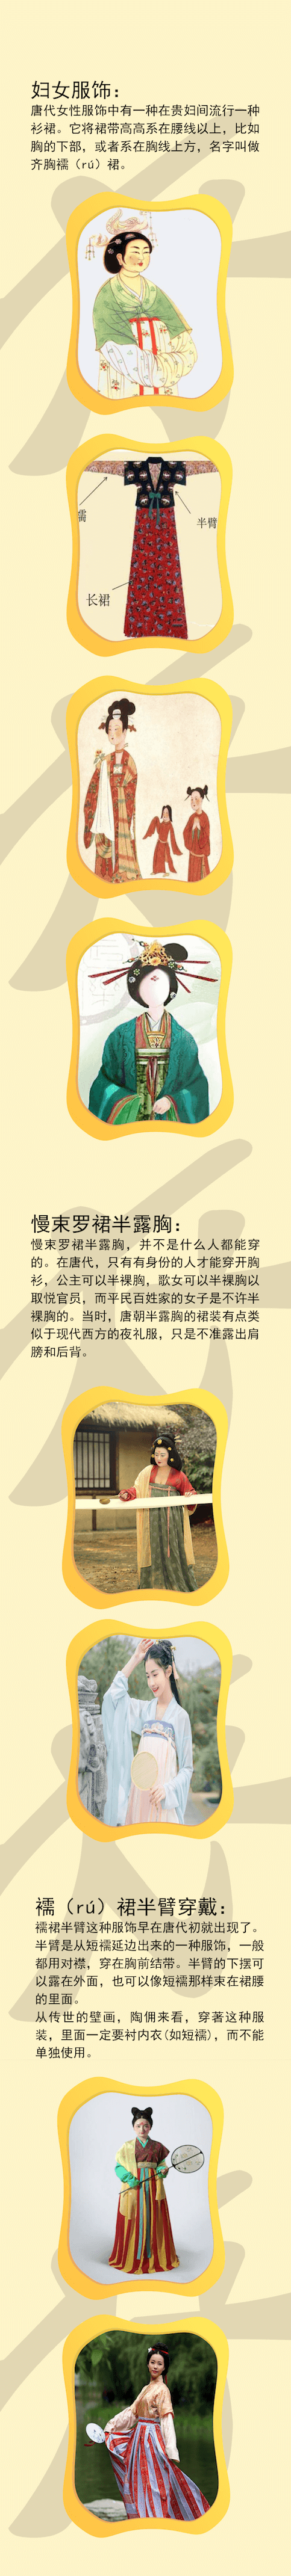 妇女服饰：
唐代女性服饰中有一种在贵妇间流行一种
衫裙。它将裙带高高系在腰线以上，比如
胸的下部，或者系在胸线上方，名字叫做
齐胸襦（rú）裙。
襦
半臂
长裙
慢束罗裙半露胸：
慢束罗裙半露胸，并不是什么人都能穿
的。在唐代，只有有身份的人才能穿开胸
衫，公主可以半裸胸，歌女可以半裸胸以
取悦官员，而平民百姓家的女子是不许半
裸胸的。当时，唐朝半露胸的裙装有点类
似于现代西方的夜礼服，只是不准露出肩
膀和后背。
襦（rú）裙半臂穿戴：
襦裙半臂这种服饰早在唐代初就出现了。
半臂是从短襦延边出来的一种服饰，一般
都用对襟，穿在胸前结带。半臂的下摆可
以露在外面，也可以像短襦那样束在裙腰
的里面。
从传世的壁画，陶俑来看，穿著这种服
装，里面一定要衬内衣(如短襦)，而不能
单独使用。